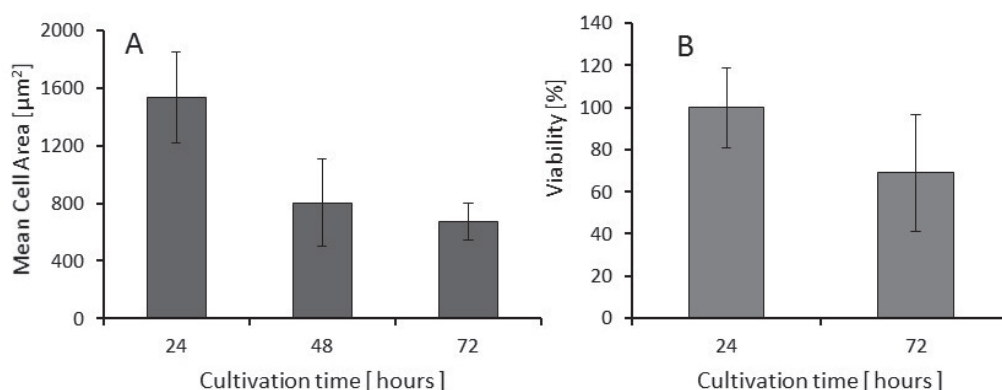 A
Mean Cell Area [µm²]
2000
1600
1200
800
400
0
24 48 72
Cultivation time [ hours ]
B
Viability [%]
140
120
100
80
60
40
20
0
24 72
Cultivation time [ hours ]